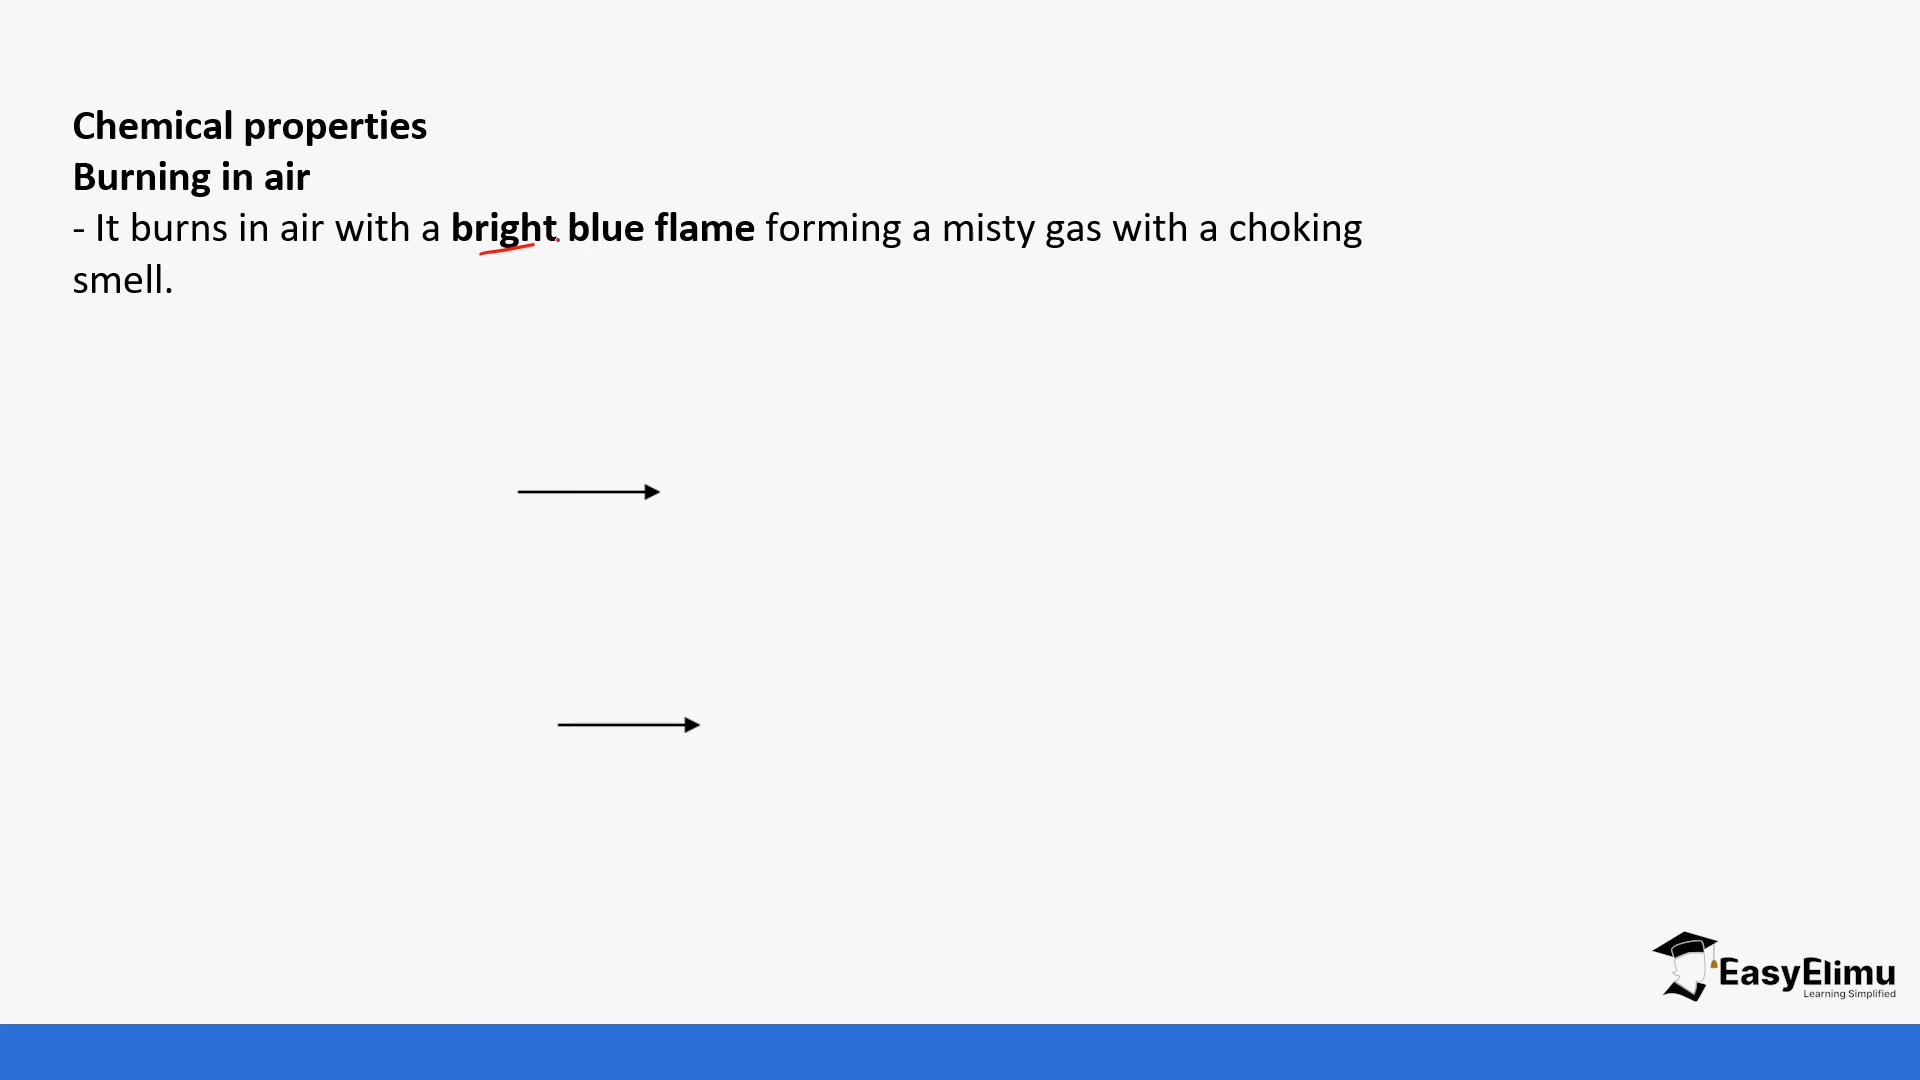 Chemical properties
Burning in air
- It burns in air with a bright blue flame forming a misty gas with a choking
smell.
EasyElimu
Learning Simplified